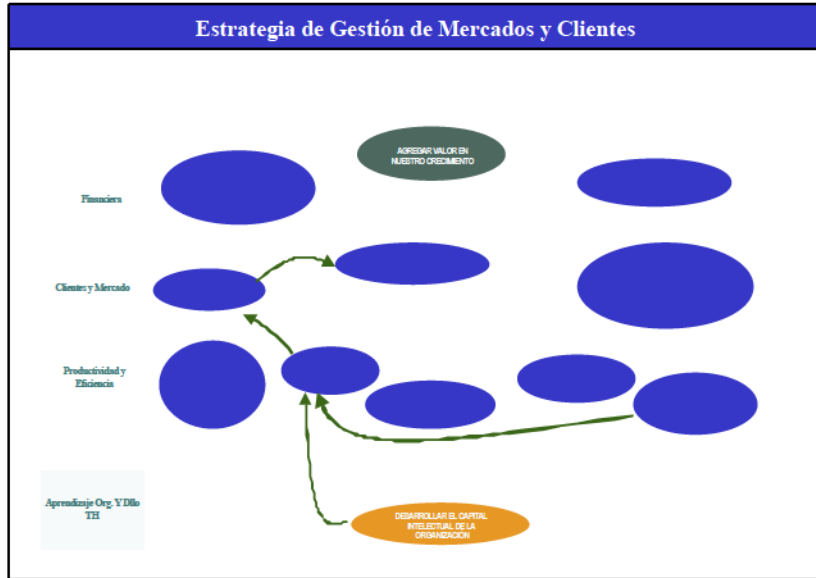 Estrategia de Gestión de Mercados y Clientes
AGREGAR VALOR EN
NUESTRO CRECIMIENTO
Financiera
Clientes y Mercado
Productividad y
Eficiencia
Aprendizaje Org. Y Dllo
TH
DESARROLLAR EL CAPITAL
INTELECTUAL DE LA
ORGANIZACION